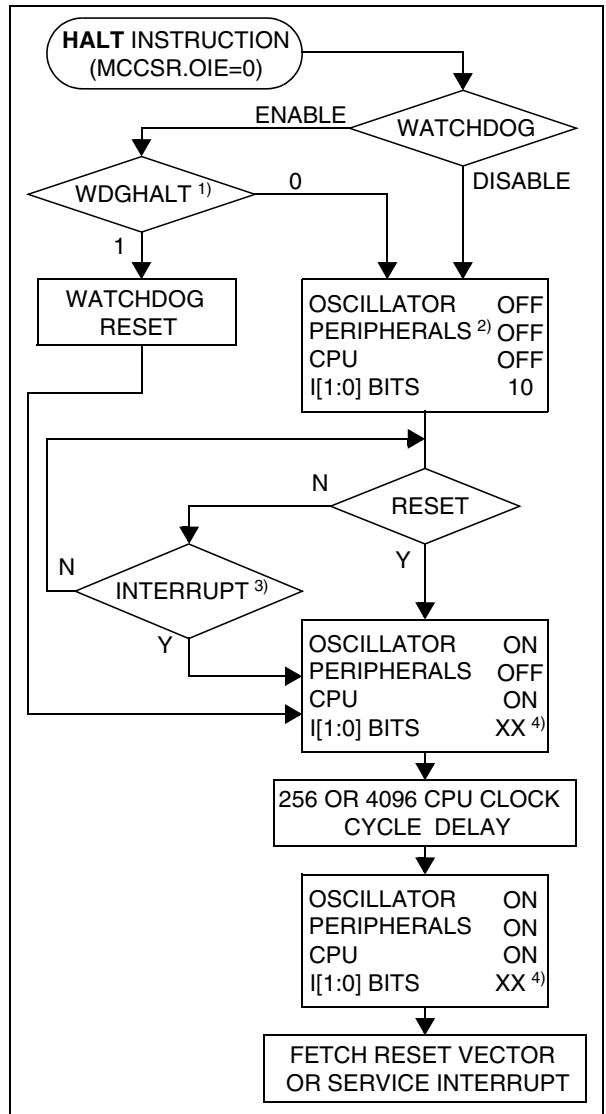 HALT INSTRUCTION
(MCCSR.OIE=0)
ENABLE
WATCHDOG
WDGHALT 1)
0
DISABLE
1
WATCHDOG
RESET
OSCILLATOR OFF
PERIPHERALS 2) OFF
CPU OFF
I[1:0] BITS 10
N
RESET
Y
N
INTERRUPT 3)
Y
OSCILLATOR ON
PERIPHERALS OFF
CPU ON
I[1:0] BITS XX 4)
256 OR 4096 CPU CLOCK
CYCLE DELAY
OSCILLATOR ON
PERIPHERALS ON
CPU ON
I[1:0] BITS XX 4)
FETCH RESET VECTOR
OR SERVICE INTERRUPT